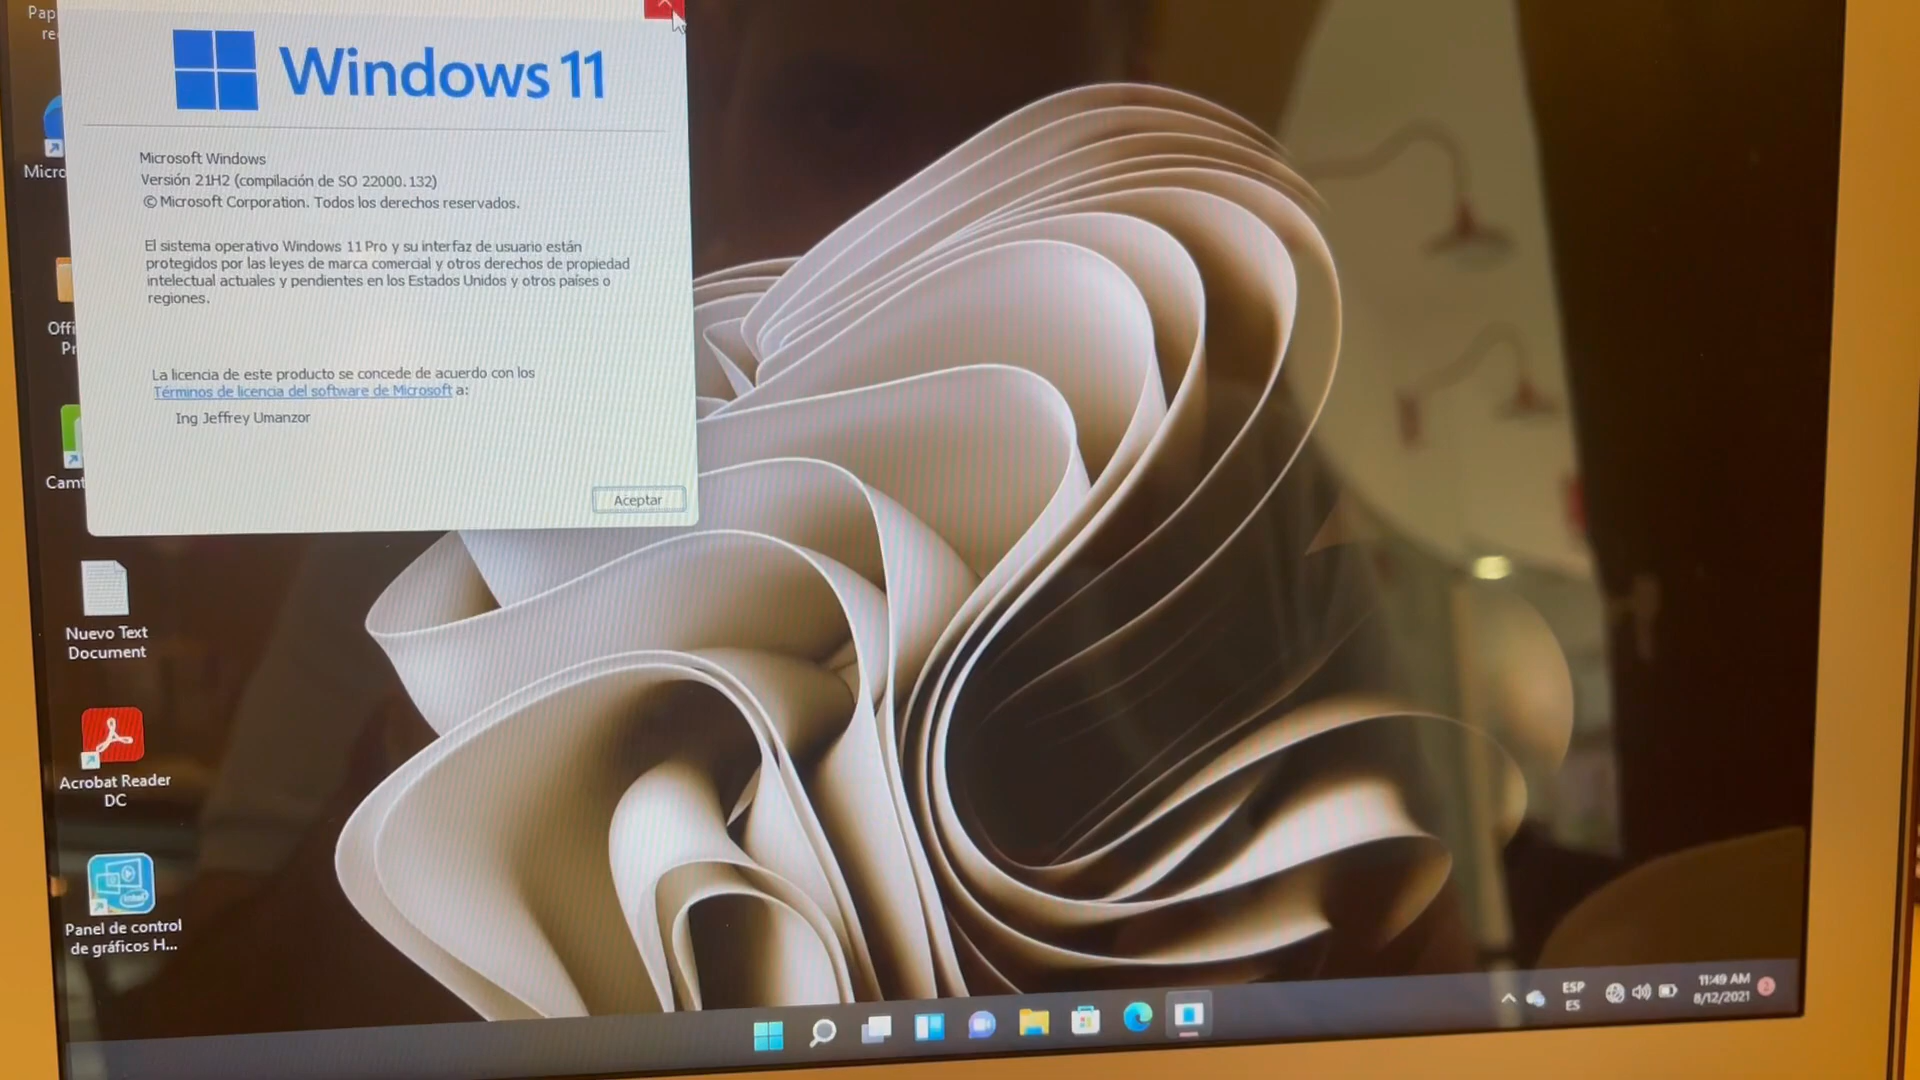 Pap
re
Windows 11
Microsoft Windows
Versión 21H2 (compilación de SO 22000.132)
© Microsoft Corporation. Todos los derechos reservados.
El sistema operativo Windows 11 Pro y su interfaz de usuario están
protegidos por las leyes de marca comercial y otros derechos de propiedad
intelectual actuales y pendientes en los Estados Unidos y otros países o
regiones.
La licencia de este producto se concede de acuerdo con los
Términos de licencia del software de Microsoft a:
Ing Jeffrey Umanzor
Aceptar
Micro
Offi
Pr
Camt
Nuevo Text
Document
Acrobat Reader
DC
intel
Panel de control
de gráficos H...
ESP
ES
11:49 AM
8/12/2021
2